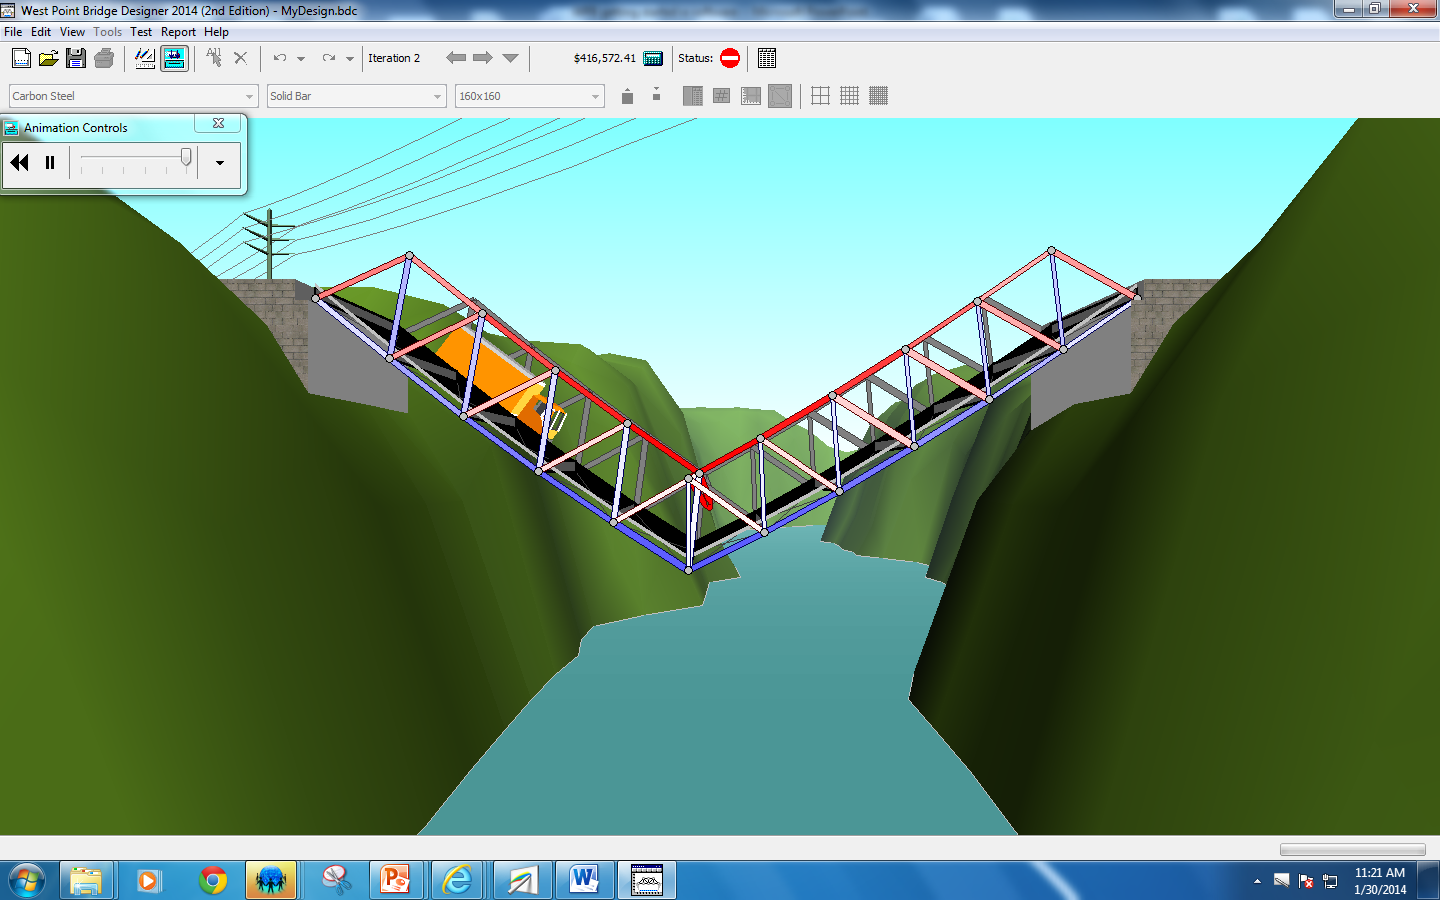 West Point Bridge Designer 2014 (2nd Edition) - MyDesign.bdc
File Edit View Tools Test Report Help
All Iteration 2 $416,572.41 Status:
Carbon Steel Solid Bar 160x160
Animation Controls
11:21 AM
1/30/2014